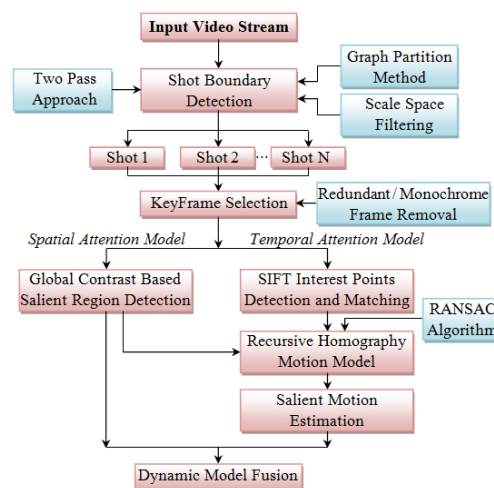 Input Video Stream
Graph Partition
Method
Two Pass
Approach
Shot Boundary
Detection
Scale Space
Filtering
Shot 1
Shot 2
...
Shot N
KeyFrame Selection
Redundant/Monochrome
Frame Removal
Spatial Attention Model
Temporal Attention Model
Global Contrast Based
Salient Region Detection
SIFT Interest Points
Detection and Matching
RANSAC
Algorithm
Recursive Homography
Motion Model
Salient Motion
Estimation
Dynamic Model Fusion